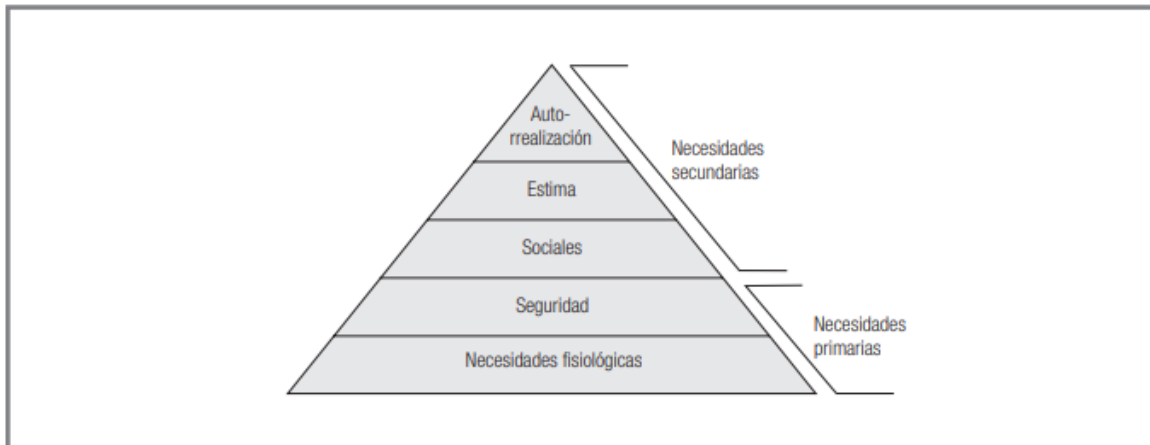 Auto-
rrealización
Necesidades
secundarias
Estima
Sociales
Seguridad
Necesidades
primarias
Necesidades fisiológicas